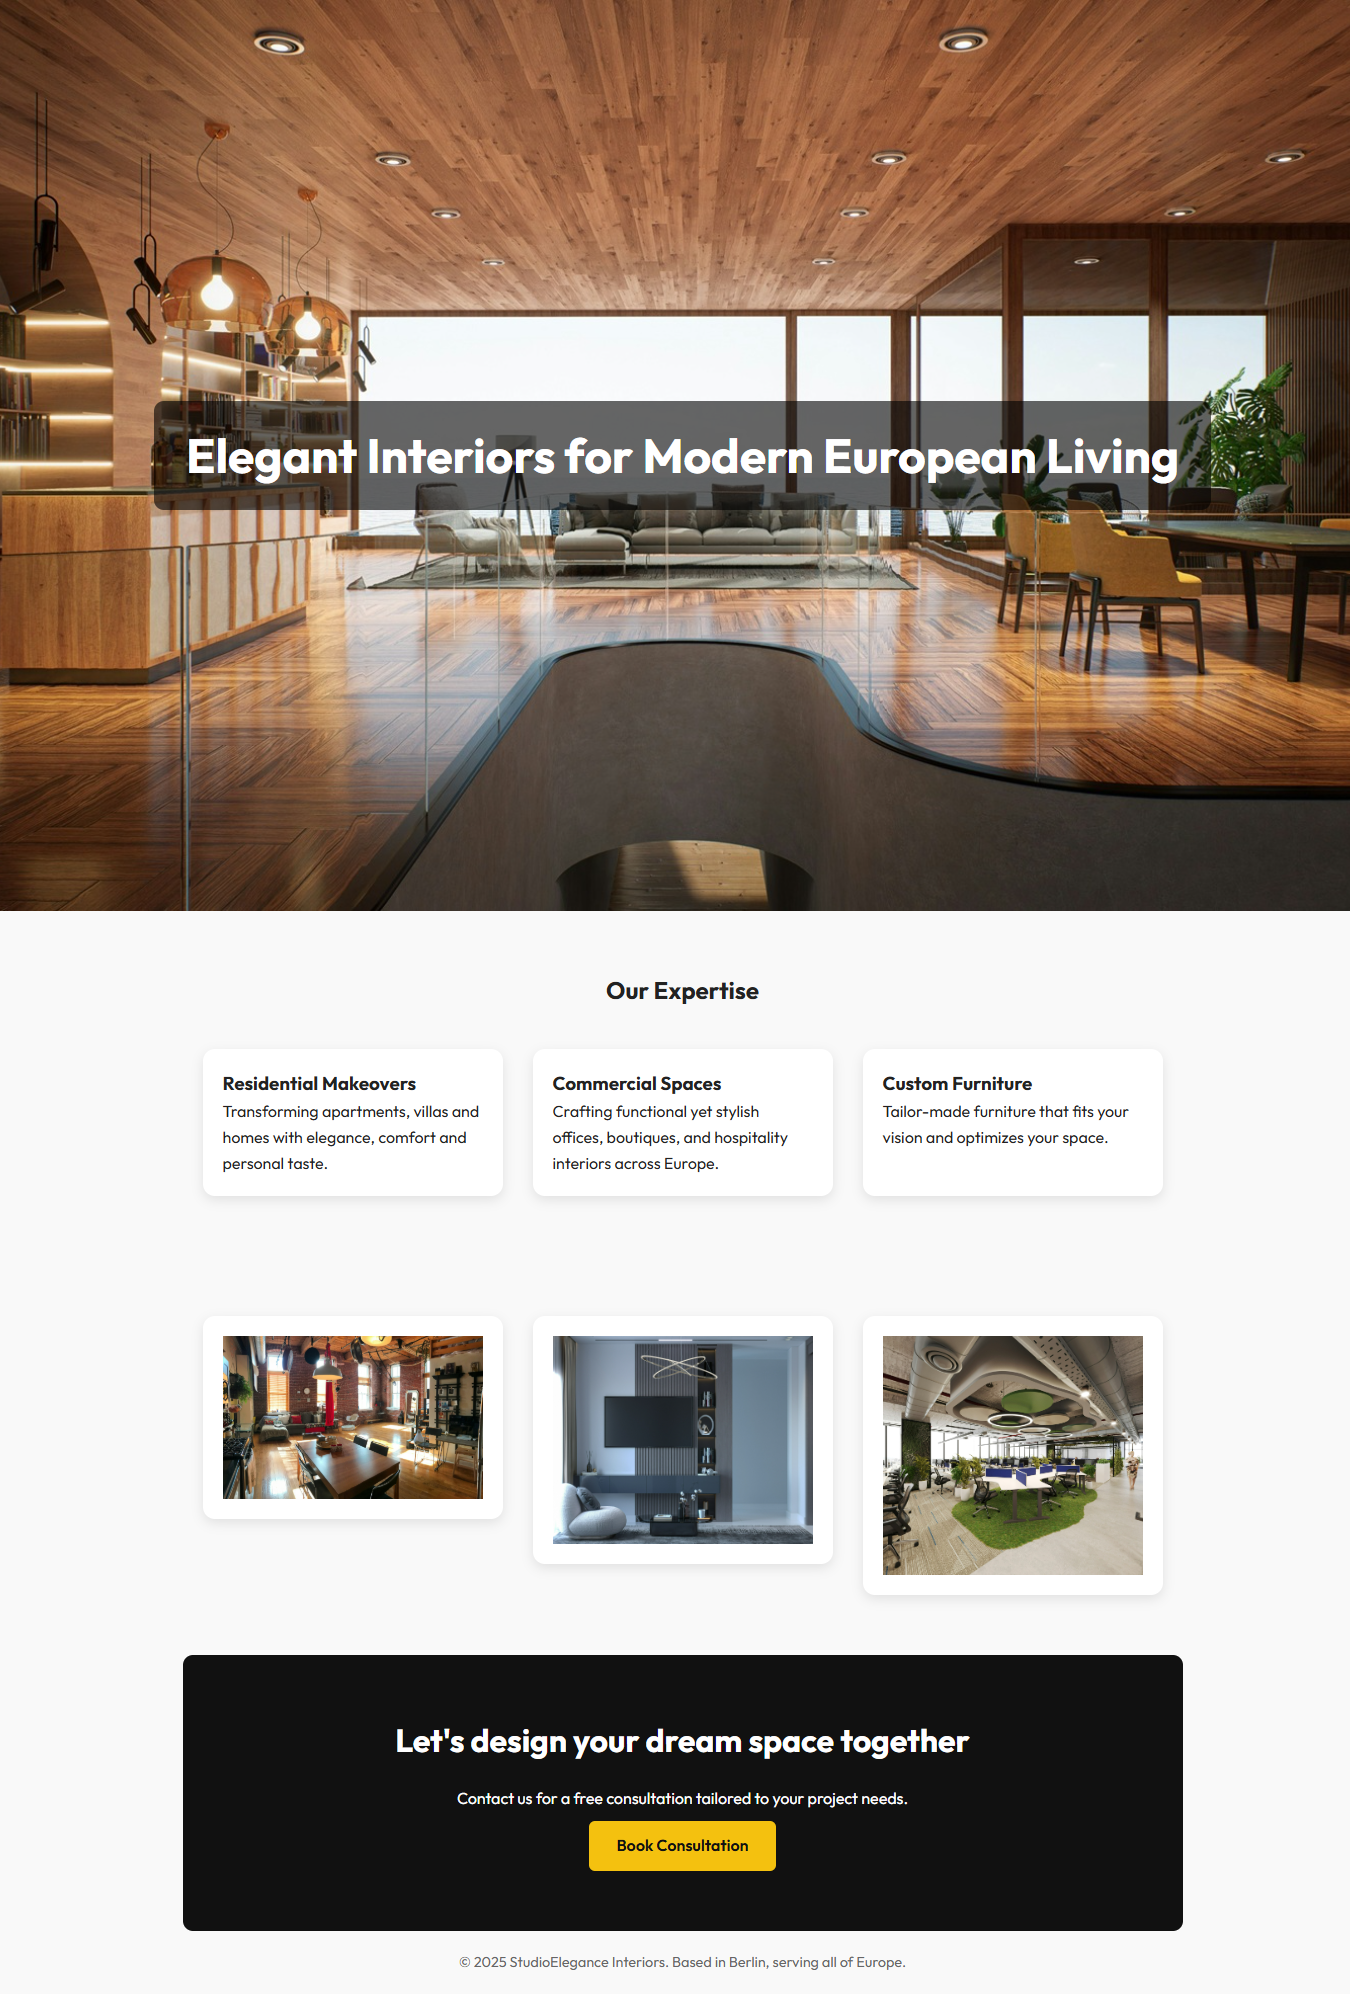 Elegant Interiors for Modern European Living
Our Expertise
Residential Makeovers
Transforming apartments, villas and
homes with elegance, comfort and
personal taste.
Commercial Spaces
Crafting functional yet stylish
offices, boutiques, and hospitality
interiors across Europe.
Custom Furniture
Tailor-made furniture that fits your
vision and optimizes your space.
Let's design your dream space together
Contact us for a free consultation tailored to your project needs.
Book Consultation
© 2025 StudioElegance Interiors. Based in Berlin, serving all of Europe.